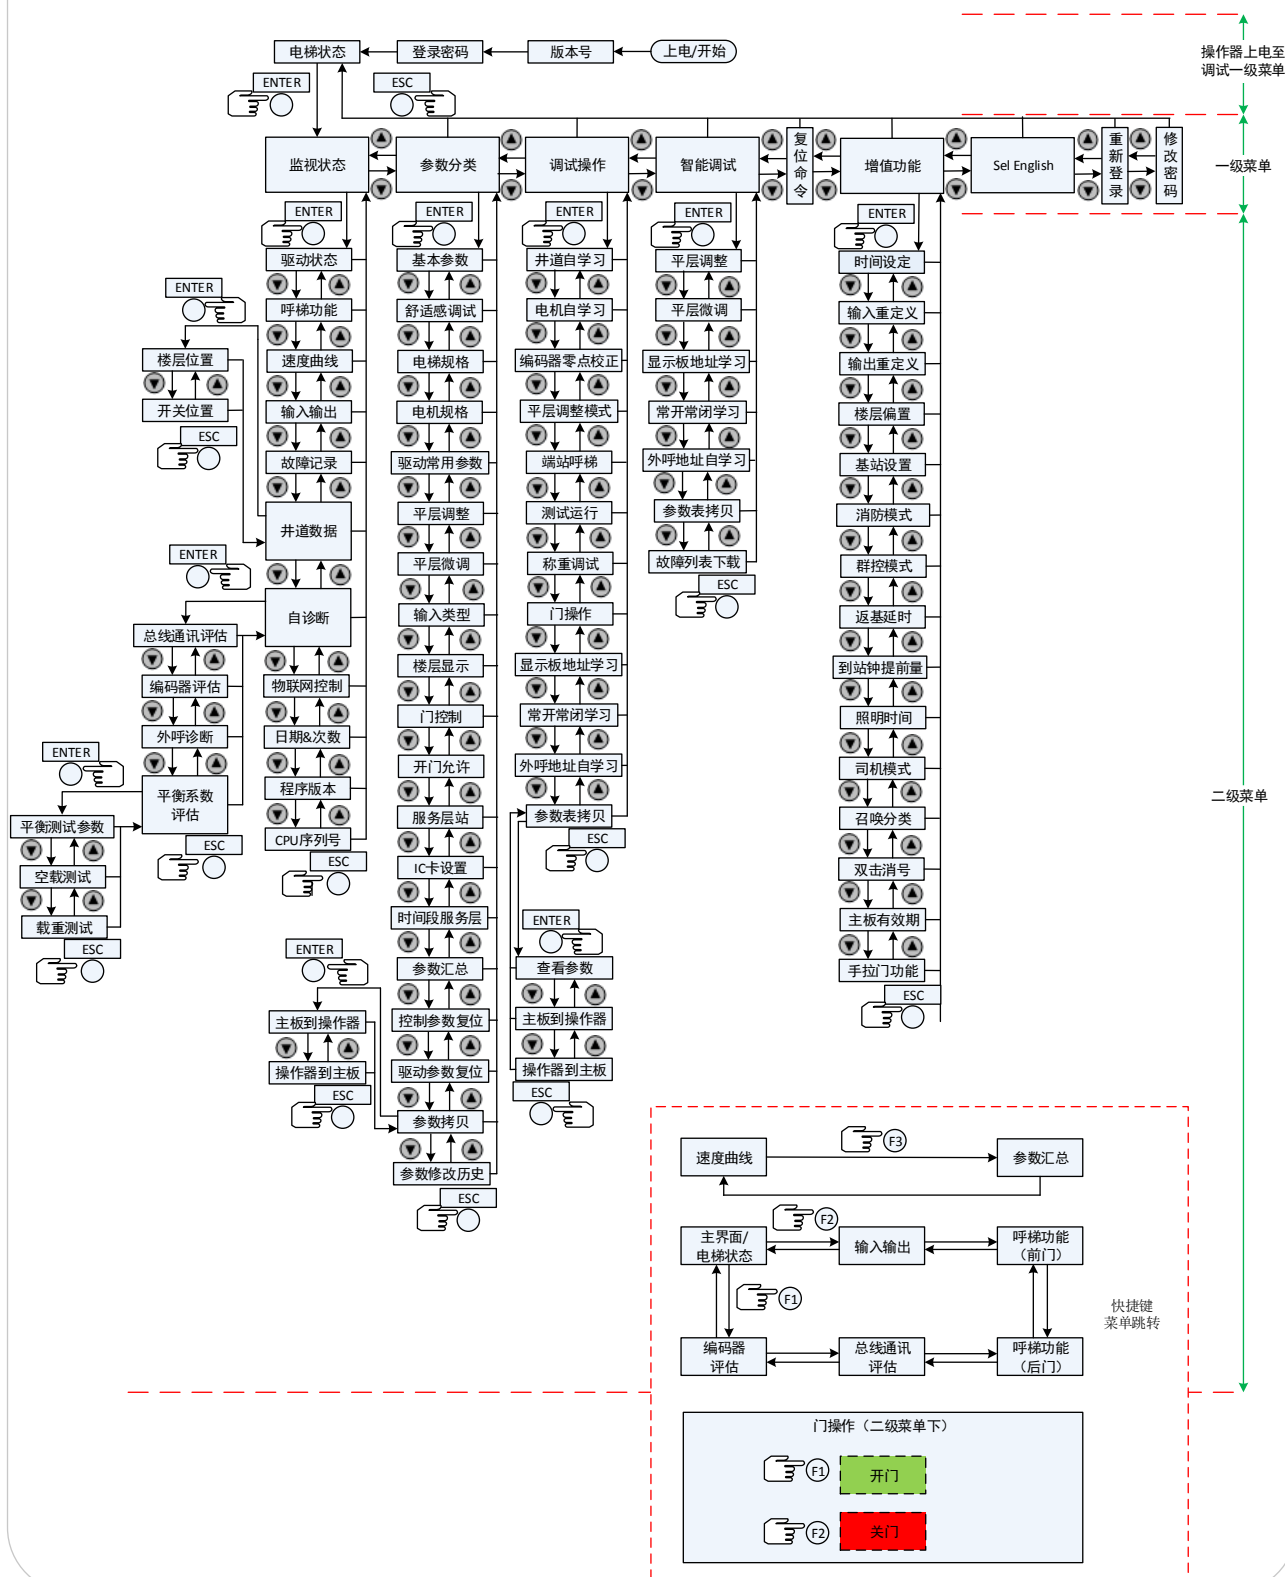 上电/开始
版本号
登录密码
电梯状态
操作器上电至
调试一级菜单
ENTER
ESC
监视状态
参数分类
调试操作
智能调试
复位命令
增值功能
Sel English
重新登录
修改密码
一级菜单
ENTER
驱动状态
呼梯功能
速度曲线
输入输出
故障记录
井道数据
自诊断
物联网控制
日期&次数
程序版本
CPU序列号
ESC
ENTER
楼层位置
开关位置
ESC
ENTER
总线通讯评估
编码器评估
外呼诊断
平衡系数
评估
ESC
ENTER
平衡测试参数
空载测试
载重测试
ESC
ENTER
基本参数
舒适感调试
电梯规格
电机规格
驱动常用参数
平层调整
平层微调
输入类型
楼层显示
门控制
开门允许
服务层站
IC卡设置
时间段服务层
参数汇总
控制参数复位
驱动参数复位
参数拷贝
参数修改历史
ESC
ENTER
主板到操作器
操作器到主板
ESC
ENTER
井道自学习
电机自学习
编码器零点校正
平层调整模式
端站呼梯
测试运行
称重调试
门操作
显示板地址学习
常开常闭学习
外呼地址自学习
参数表拷贝
ESC
ENTER
查看参数
主板到操作器
操作器到主板
ESC
ENTER
平层调整
平层微调
显示板地址学习
常开常闭学习
外呼地址自学习
参数表拷贝
故障列表下载
ESC
ENTER
时间设定
输入重定义
输出重定义
楼层偏置
基站设置
消防模式
群控模式
返基延时
到站钟提前量
照明时间
司机模式
召唤分类
双击消号
主板有效期
手拉门功能
ESC
二级菜单
F3
速度曲线
参数汇总
F2
主界面/
电梯状态
输入输出
呼梯功能
（前门）
F1
快捷键
菜单跳转
编码器
评估
总线通讯
评估
呼梯功能
（后门）
门操作（二级菜单下）
F1
开门
F2
关门